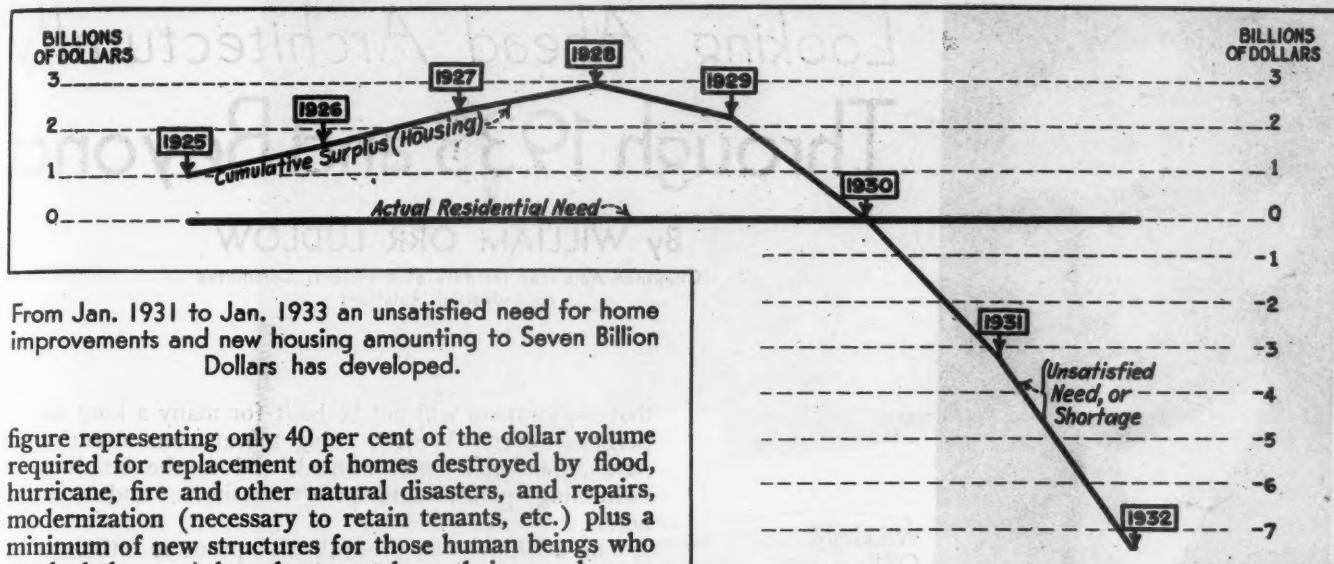 BILLIONS
OF DOLLARS
3
2
1
0
1925
1926
1927
1928
1929
1930
1931
1932
Cumulative Surplus (Housing)
Actual Residential Need
Unsatisfied
Need, or
Shortage
BILLIONS
OF DOLLARS
3
2
1
0
-1
-2
-3
-4
-5
-6
-7
From Jan. 1931 to Jan. 1933 an unsatisfied need for home
improvements and new housing amounting to Seven Billion
Dollars has developed.
figure representing only 40 per cent of the dollar volume
required for replacement of homes destroyed by flood,
hurricane, fire and other natural disasters, and repairs,
modernization (necessary to retain tenants, etc.) plus a
minimum of new structures for those human beings who
Looking Ahead Architectu
Through 19
By WILLIAM ORR LUDLOW